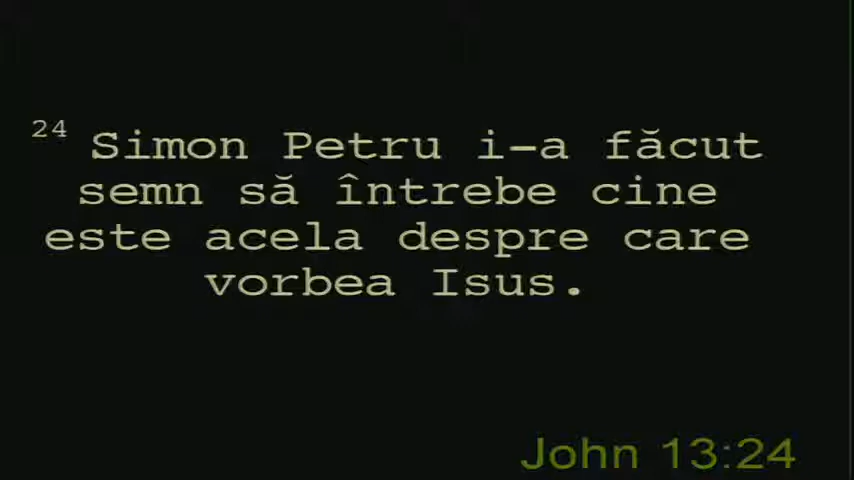 24 Simon Petru i-a făcut
semn să întrebe cine
este acela despre care
vorbea Isus.
John 13:24